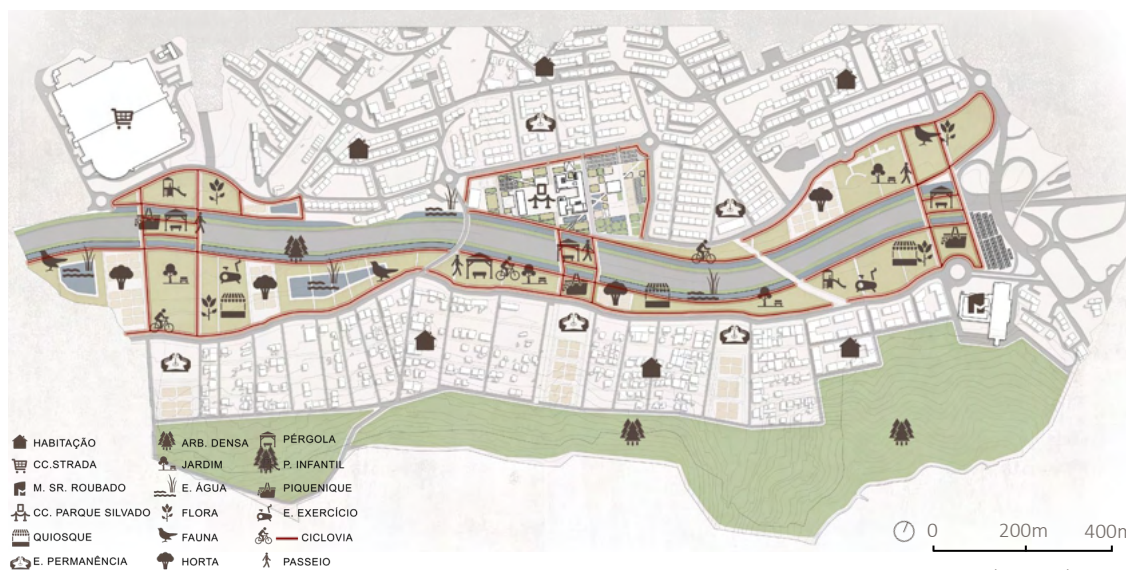 HABITAÇÃO
CC.STRADA
M. SR. ROUBADO
CC. PARQUE SILVADO
QUIOSQUE
E. PERMANÊNCIA
ARB. DENSA
JARDIM
E. ÁGUA
FLORA
FAUNA
HORTA
PÉRGOLA
P. INFANTIL
PIQUENIQUE
E. EXERCÍCIO
CICLOVIA
PASSEIO
0 200m 400m